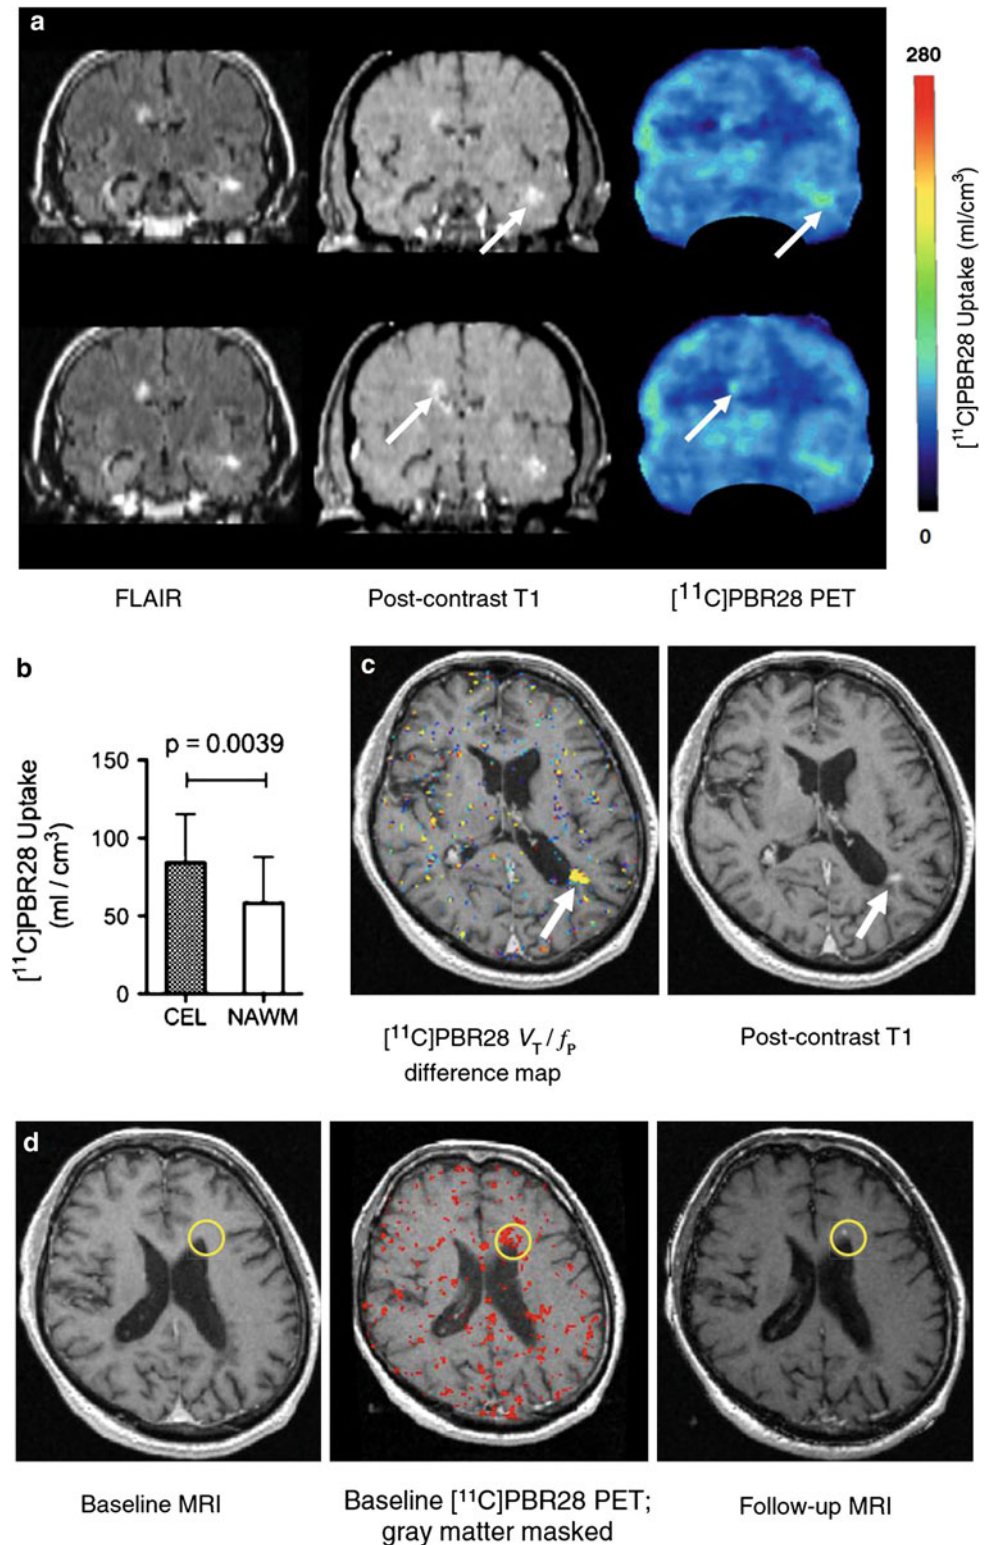 a
280
[¹¹C]PBR28 Uptake (ml/cm³)
0
FLAIR
Post-contrast T1
[¹¹C]PBR28 PET
b
p = 0.0039
[¹¹C]PBR28 Uptake
(ml / cm³)
150
100
50
0
CEL
NAWM
c
[¹¹C]PBR28 V_T/f_P
difference map
Post-contrast T1
d
Baseline MRI
Baseline [¹¹C]PBR28 PET;
gray matter masked
Follow-up MRI